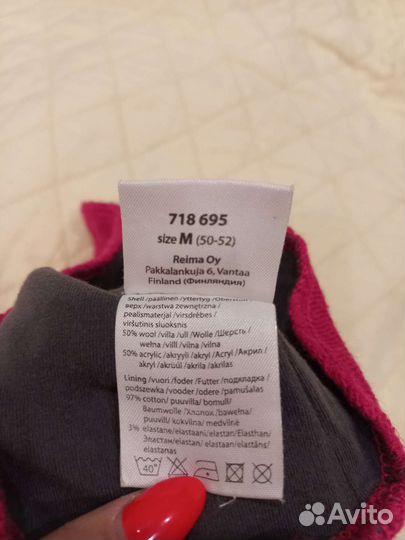 718 695
size M (50-52)
Reima Oy
Pakkalankuja 6, Vantaa
Finland (Финляндия)
Shell /päällinen /yttertyg /Oberstoff
верх /warstwa zewnętrzna /
pealismaterjal /virsdrēbes/
viršutinis sluoksnis
50% wool /villa /ull /Wolle /Шерсть /
wełna /vill /vilna /vilna
50% acrylic /akryyli /akryl /Acryl /Акрил /
akryl /akrüül /akrila /akrilas
Lining /vuori /foder /Futter /подкладка /
podszewka /vooder /odere /pamušalas
97% cotton/ puuvilla/ bomull/
Baumwolle /Хлопок /bawełna/
puuvill /kokvilna/ medvilnė
3% elastane/elastaani/elastan/Elasthan/
Эластан/elastan/elastaan/elastāns/
elastanas
40°
Avito